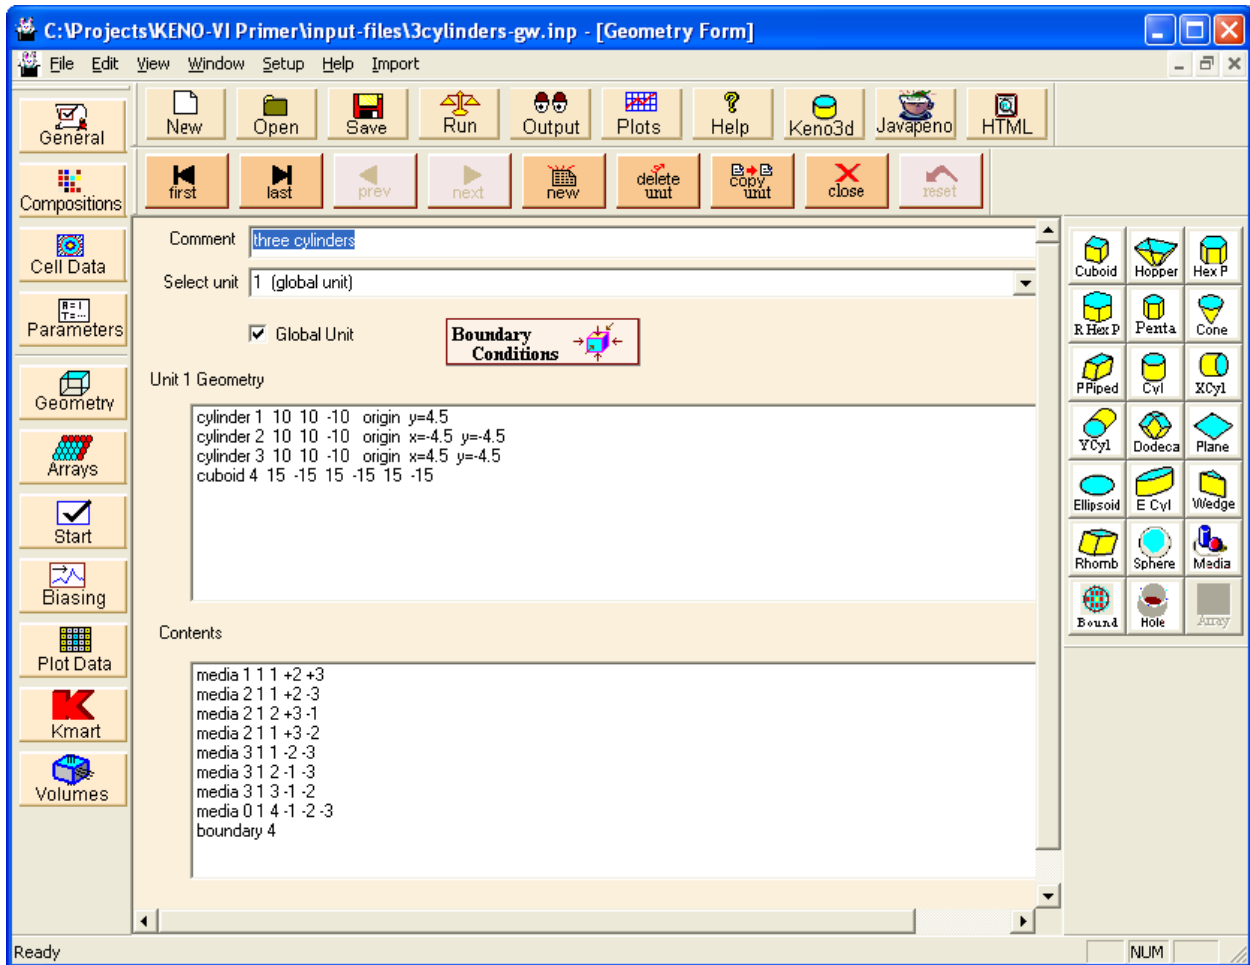 C:\Projects\KENO-VI Primer\input-files\3cylinders-gw.inp - [Geometry Form]
File Edit View Window Setup Help Import
General
New Open Save Run Output Plots Help Keno3d Javapeno HTML
Compositions
first last prev next new delete unit copy unit close reset
Cell Data
Parameters
Geometry
Arrays
Start
Biasing
Plot Data
Kmart
Volumes
Comment three cylinders
Select unit 1 (global unit)
Global Unit
Boundary
Conditions
Unit 1 Geometry
cylinder 1 10 10 -10 origin y=4.5
cylinder 2 10 10 -10 origin x=-4.5 y=-4.5
cylinder 3 10 10 -10 origin x=4.5 y=-4.5
cuboid 4 15 -15 15 -15 15 -15
Contents
media 1 1 1 +2 +3
media 2 1 1 +2 -3
media 2 1 2 +3 -1
media 2 1 1 +3 -2
media 3 1 1 -2 -3
media 3 1 2 -1 -3
media 3 1 3 -1 -2
media 0 1 4 -1 -2 -3
boundary 4
Cuboid Hopper Hex P
R Hex P Penta Cone
PPiped Cyl XCyl
YCyl Dodeca Plane
Ellipsoid E Cyl Wedge
Rhomb Sphere Media
Bound Hole Array
Ready
NUM